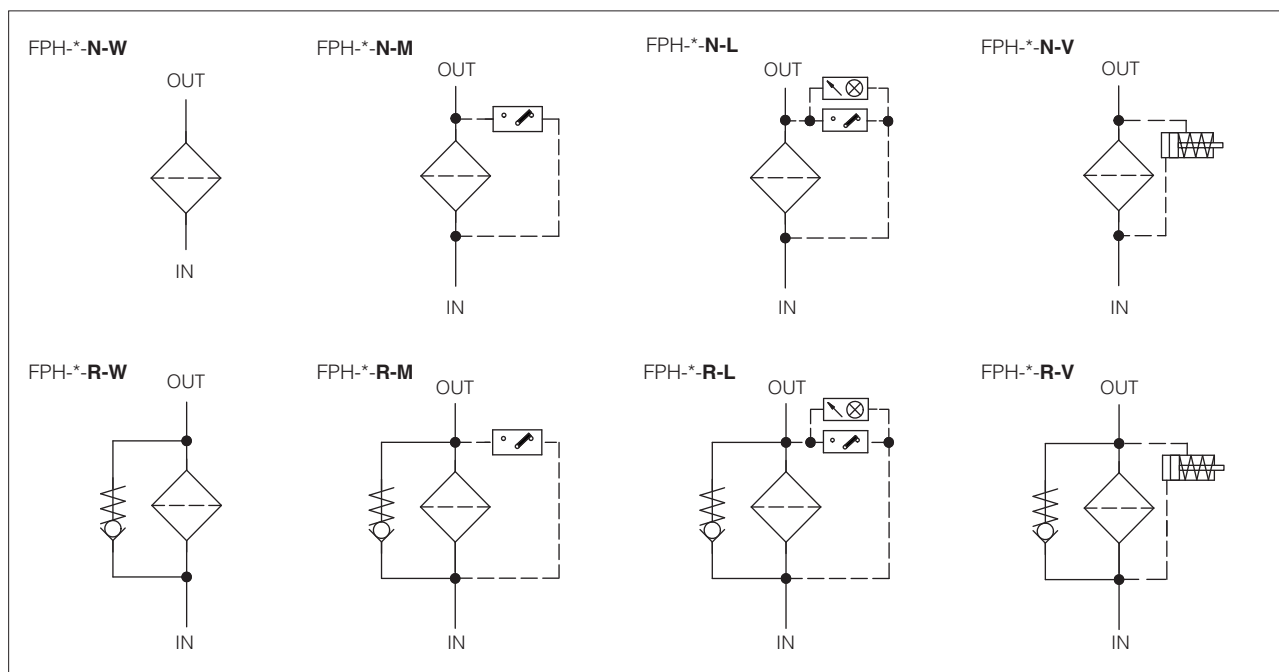 FPH-*-N-W
OUT
IN
FPH-*-N-M
OUT
IN
FPH-*-N-L
OUT
IN
FPH-*-N-V
OUT
IN
FPH-*-R-W
OUT
IN
FPH-*-R-M
OUT
IN
FPH-*-R-L
OUT
IN
FPH-*-R-V
OUT
IN